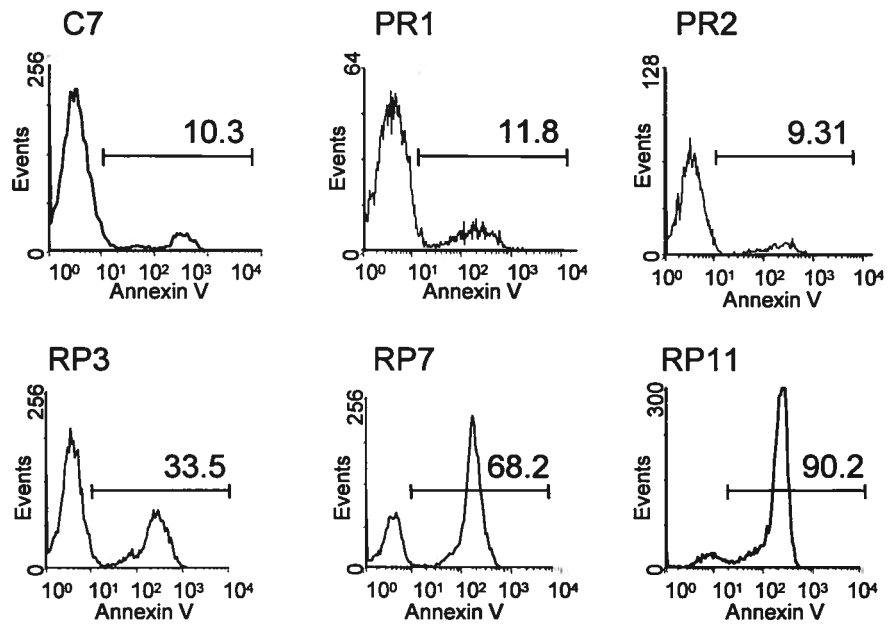 C7
256
Events
0
10.3
10⁰ 10¹ 10² 10³ 10⁴
Annexin V
PR1
64
Events
0
11.8
10⁰ 10¹ 10² 10³ 10⁴
Annexin V
PR2
128
Events
0
9.31
10⁰ 10¹ 10² 10³ 10⁴
Annexin V
RP3
256
Events
0
33.5
10⁰ 10¹ 10² 10³ 10⁴
Annexin V
RP7
256
Events
0
68.2
10⁰ 10¹ 10² 10³ 10⁴
Annexin V
RP11
300
Events
0
90.2
10⁰ 10¹ 10² 10³ 10⁴
Annexin V